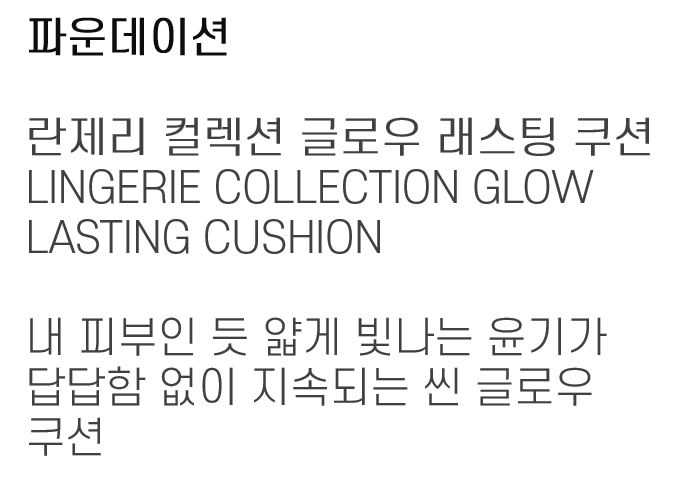 파운데이션
란제리 컬렉션 글로우 래스팅 쿠션
LINGERIE COLLECTION GLOW
LASTING CUSHION
내 피부인 듯 얇게 빛나는 윤기가
답답함 없이 지속되는 씬 글로우
쿠션